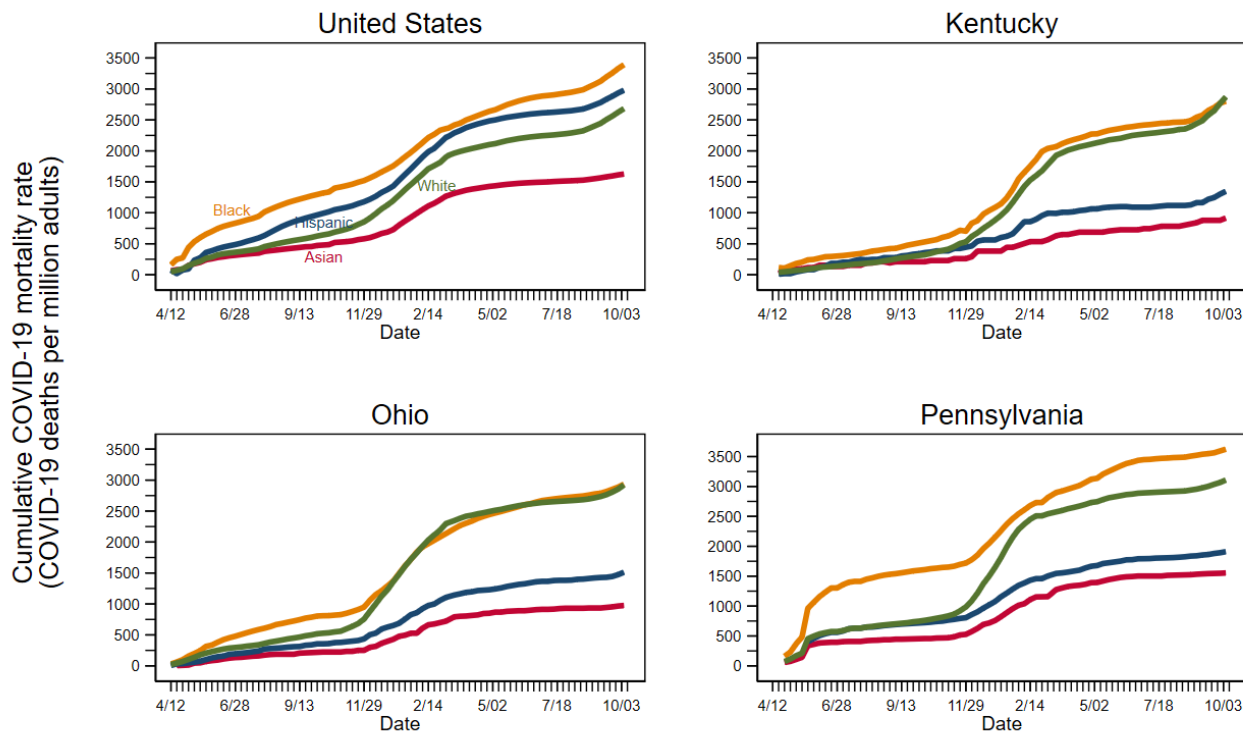 United States
Kentucky
3500
3000
2500
2000
1500
1000
500
0
Black
Hispanic
White
Asian
4/12 6/28 9/13 11/29 2/14 5/02 7/18 10/03
Date
3500
3000
2500
2000
1500
1000
500
0
4/12 6/28 9/13 11/29 2/14 5/02 7/18 10/03
Date
Cumulative COVID-19 mortality rate
(COVID-19 deaths per million adults)
Ohio
Pennsylvania
3500
3000
2500
2000
1500
1000
500
0
4/12 6/28 9/13 11/29 2/14 5/02 7/18 10/03
Date
3500
3000
2500
2000
1500
1000
500
0
4/12 6/28 9/13 11/29 2/14 5/02 7/18 10/03
Date